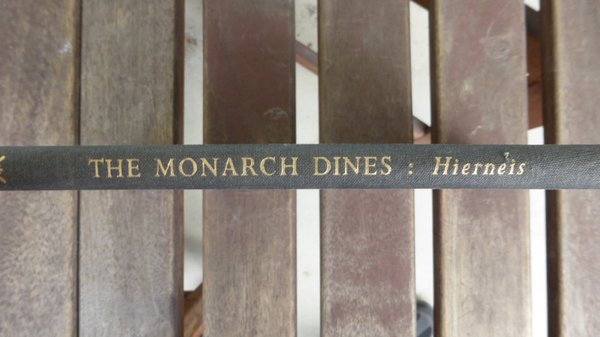 THE MONARCH DINES : Hierneis